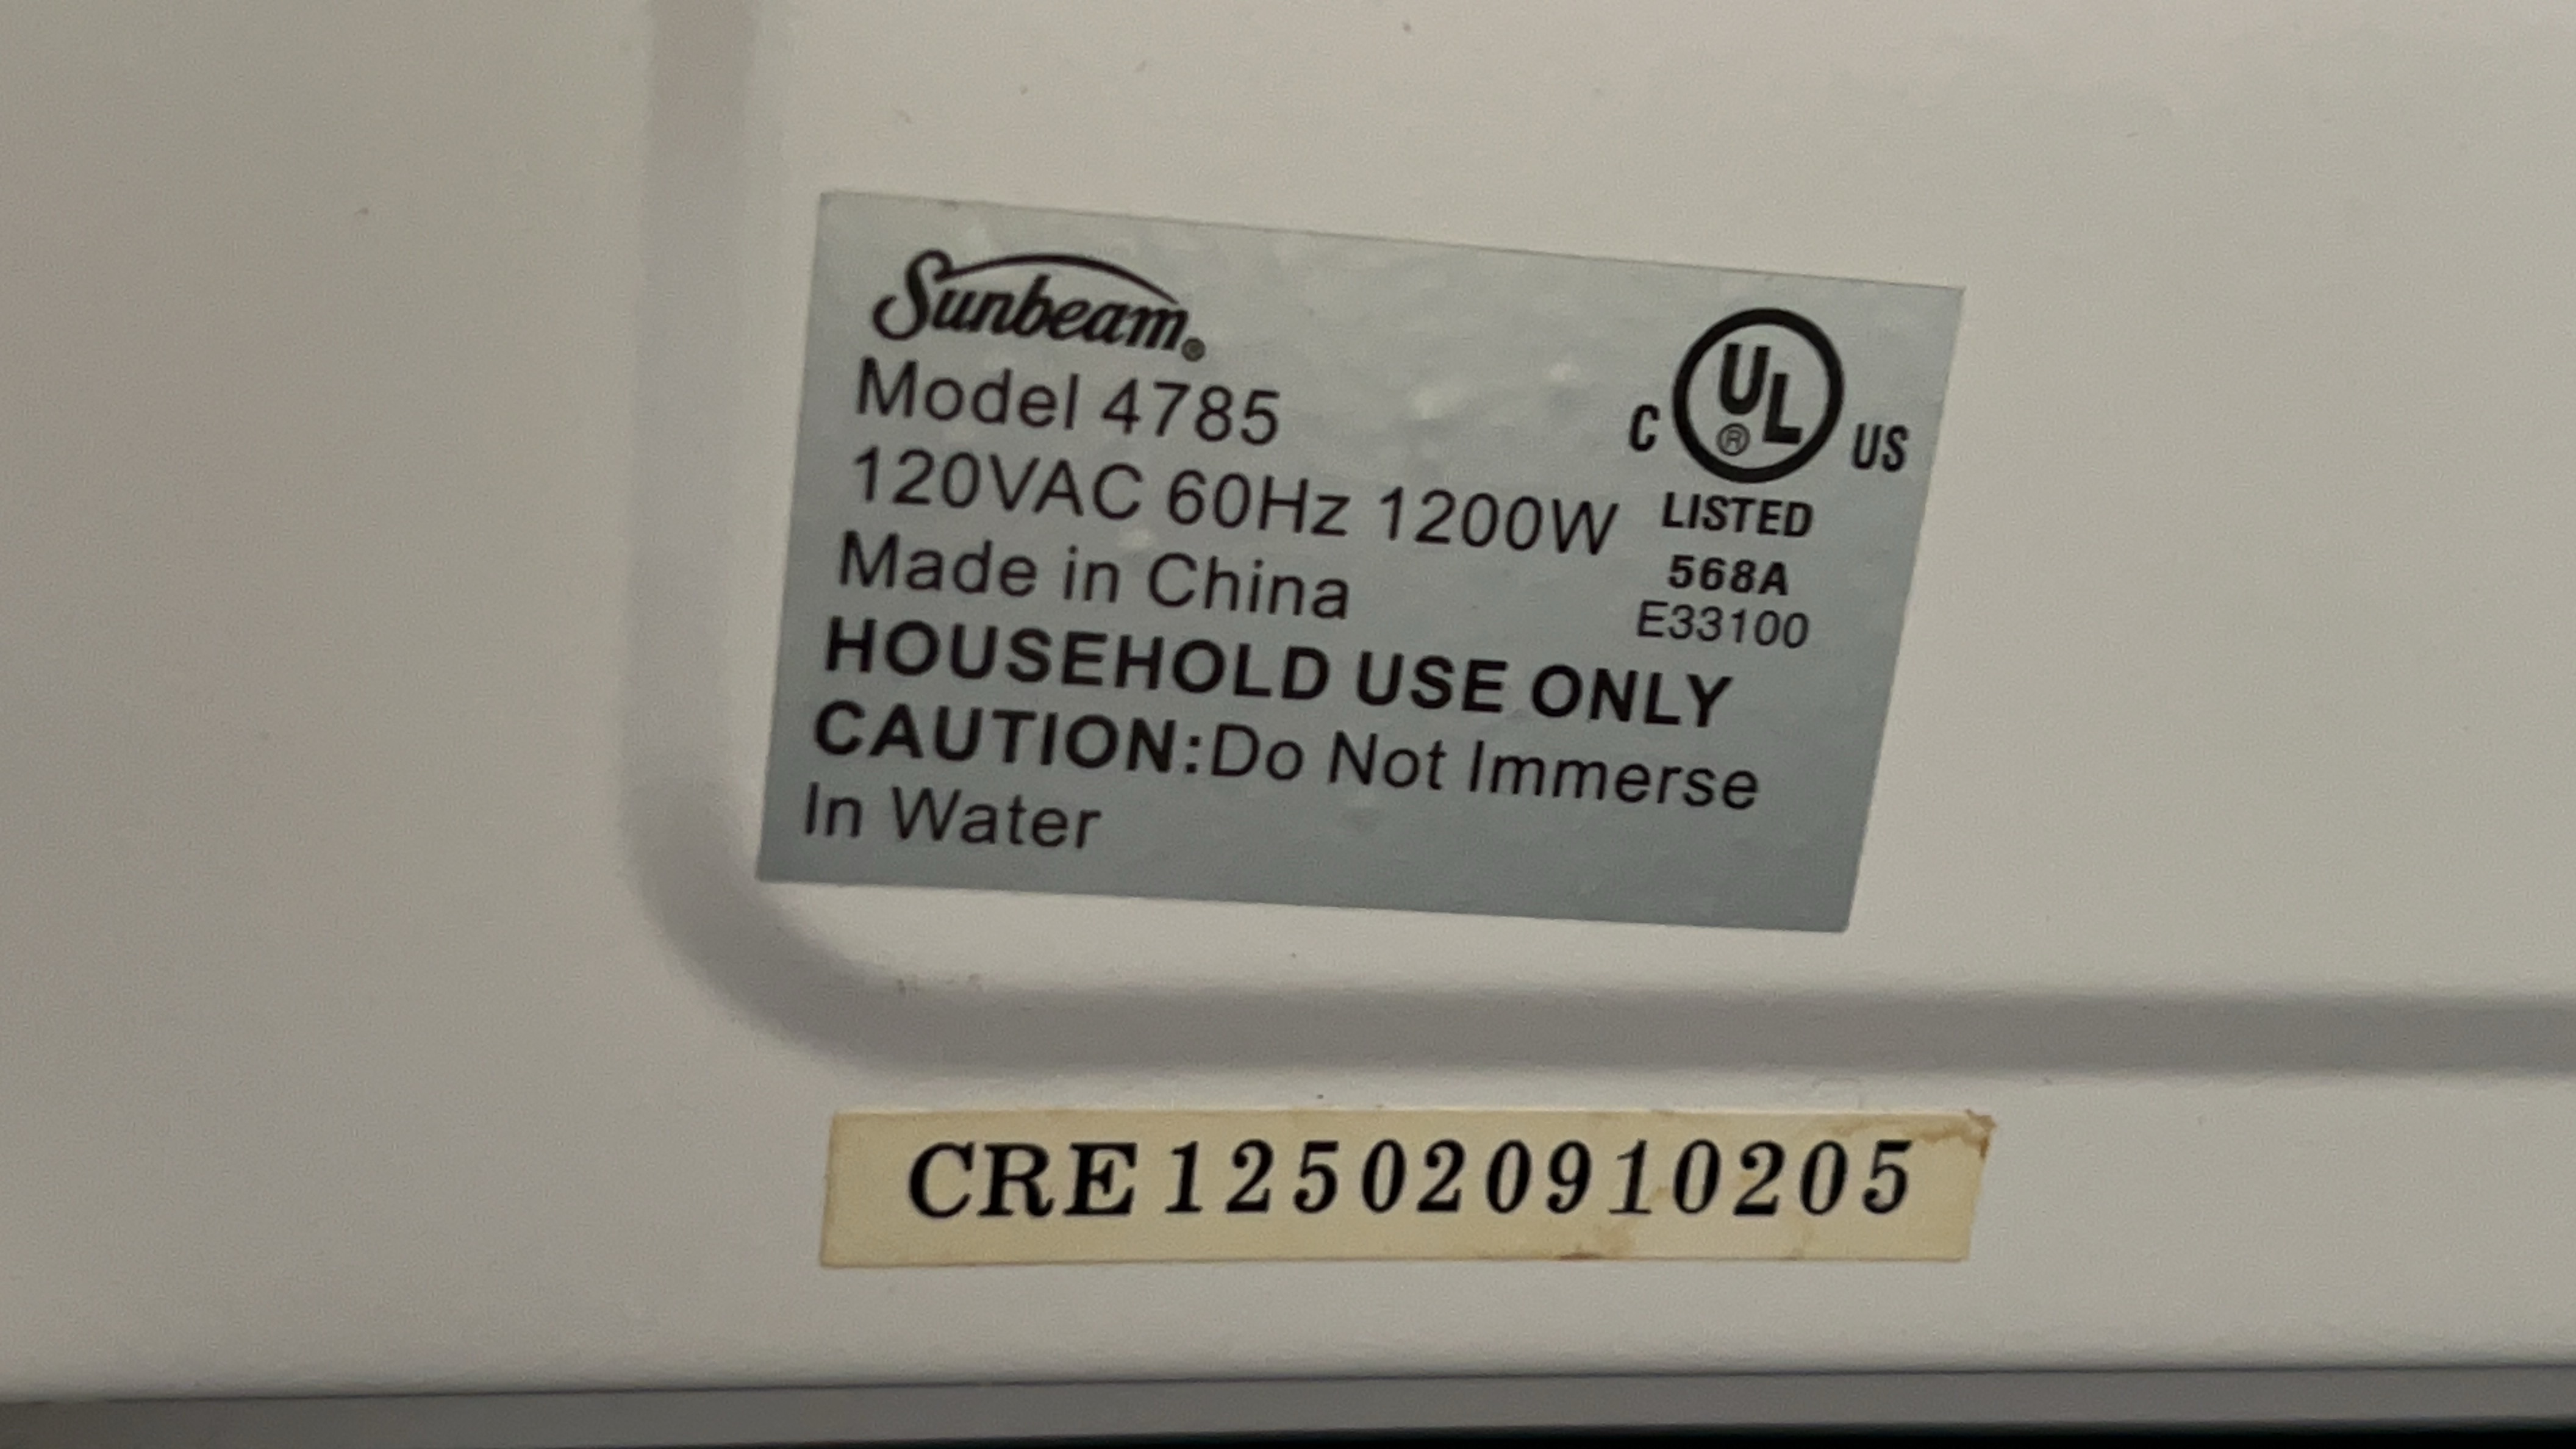 Sunbeam®
Model 4785
120VAC 60Hz 1200W
Made in China
HOUSEHOLD USE ONLY
CAUTION:Do Not Immerse
In Water
C UL® US
LISTED
568A
E33100
CRE125020910205